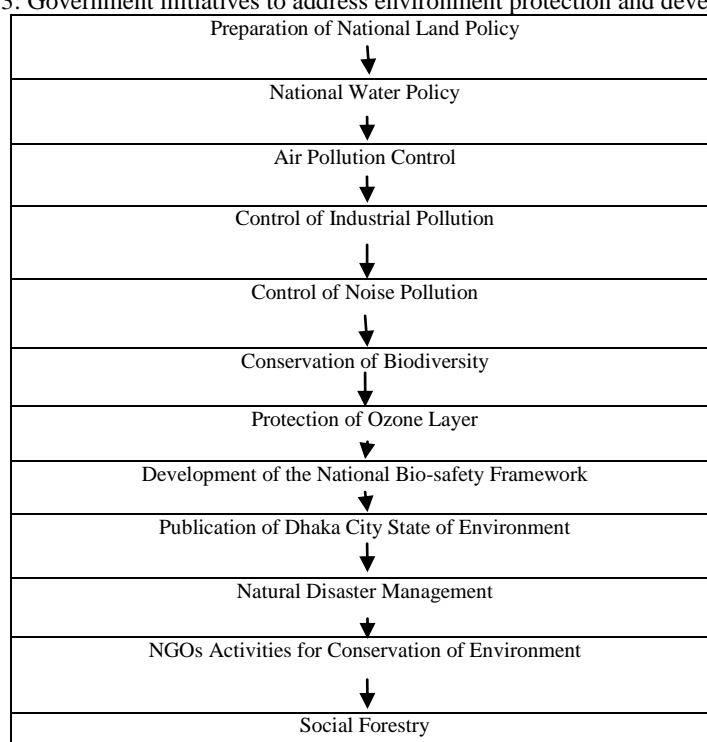 3. Government initiatives to address environment protection and deve
Preparation of National Land Policy
National Water Policy
Air Pollution Control
Control of Industrial Pollution
Control of Noise Pollution
Conservation of Biodiversity
Protection of Ozone Layer
Development of the National Bio-safety Framework
Publication of Dhaka City State of Environment
Natural Disaster Management
NGOs Activities for Conservation of Environment
Social Forestry